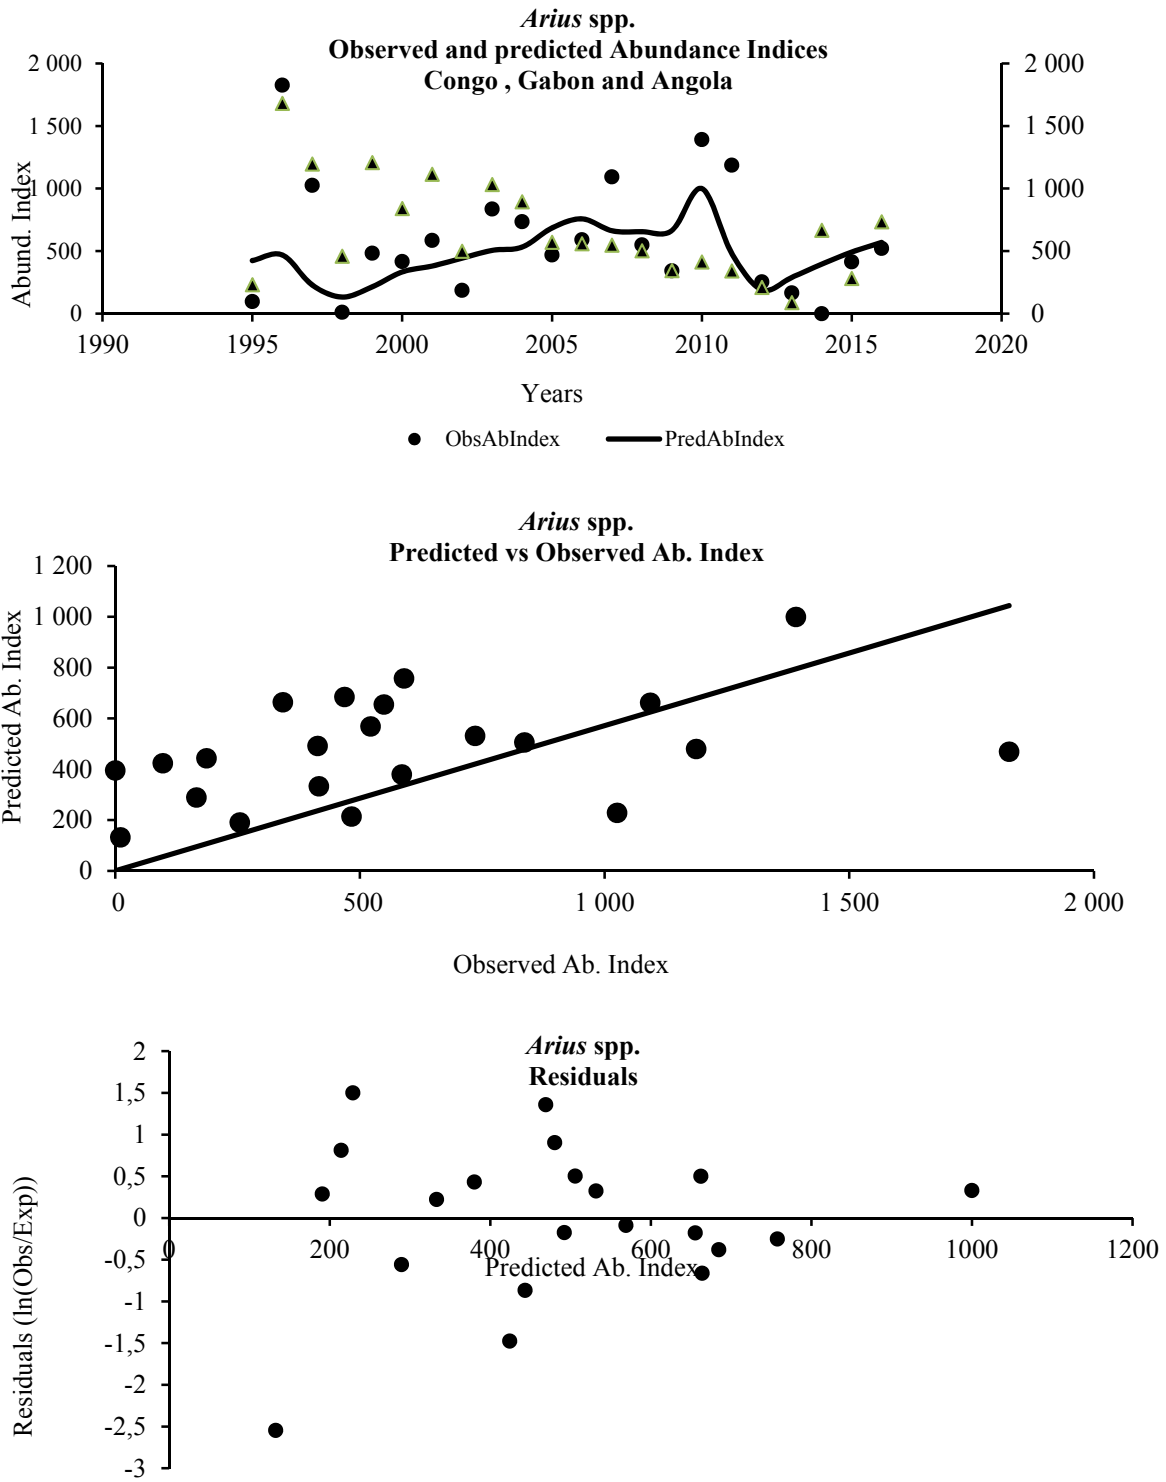 Arius spp.
Observed and predicted Abundance Indices
Congo , Gabon and Angola
2 000
1 500
1 000
500
0
Abund. Index
2 000
1 500
1 000
500
0
1990 1995 2000 2005 2010 2015 2020
Years
ObsAbIndex PredAbIndex
Arius spp.
Predicted vs Observed Ab. Index
1 200
1 000
800
600
400
200
0
Predicted Ab. Index
0 500 1 000 1 500 2 000
Observed Ab. Index
Arius spp.
Residuals
2
1,5
1
0,5
0
-0,5
-1
-1,5
-2
-2,5
-3
Residuals (ln(Obs/Exp))
0 200 400 600 800 1000 1200
Predicted Ab. Index